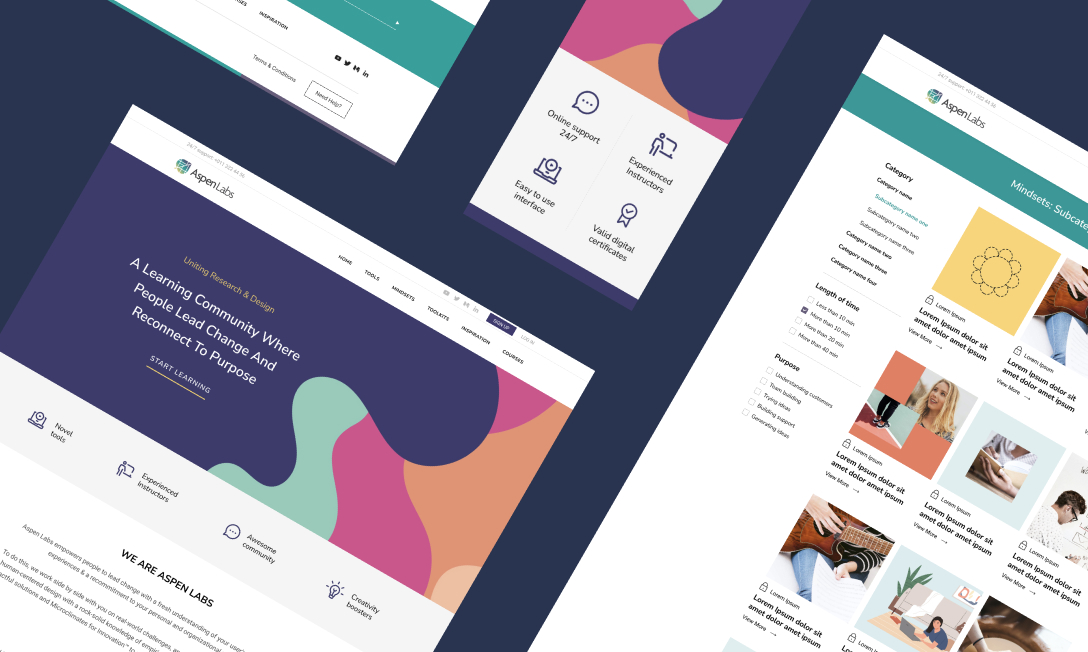 INSPIRATION
Terms & Conditions
Need Help?
Online support
24/7
Experienced
Instructors
Easy to use
interface
Valid digital
certificates
24/7 support: +011 322 44 56
AspenLabs
SIGN UP
LOG IN
HOME
TOOLS
MINDSETS
TOOLKITS
INSPIRATION
COURSES
Uniting Research & Design
A Learning Community Where
People Lead Change And
Reconnect To Purpose
START LEARNING
Novel
tools
Experienced
Instructors
Awesome
community
Creativity
boosters
WE ARE ASPEN LABS
Aspen Labs empowers people to lead change with a fresh understanding of your
experiences & a recommitment to your personal and organizational
To do this, we work side by side with you on real world challenges,
human-centered design with a rock-solid knowledge of
solutions and Microclimates for Innovation™
24/7 support: +011 322 44 56
AspenLabs
Mindsets:
Category
Category name
Subcategory name one
Subcategory name two
Subcategory name three
Category name two
Category name three
Category name four
Length of time
Less than 10 min
More than 10 min
More than 20 min
More than 40 min
Purpose
Understanding customers
Team building
Trying ideas
Building support
Generating ideas
Lorem Ipsum
Lorem ipsum dolor sit
amet dolor amet ipsum
View More
Lorem Ipsum
Lorem ipsum dolor sit
amet dolor amet ipsum
View More
Lorem Ipsum
Lorem ipsum dolor sit
amet dolor amet ipsum
View More
Lorem Ipsum
Lorem ipsum dolor sit
amet dolor amet ipsum
View More
Lorem Ipsum
Lorem ipsum dolor sit
amet dolor amet ipsum
View More
Lorem Ipsum
Lorem ipsum dolor sit
amet dolor amet ipsum
View More
Lorem Ipsum
Lorem ipsum